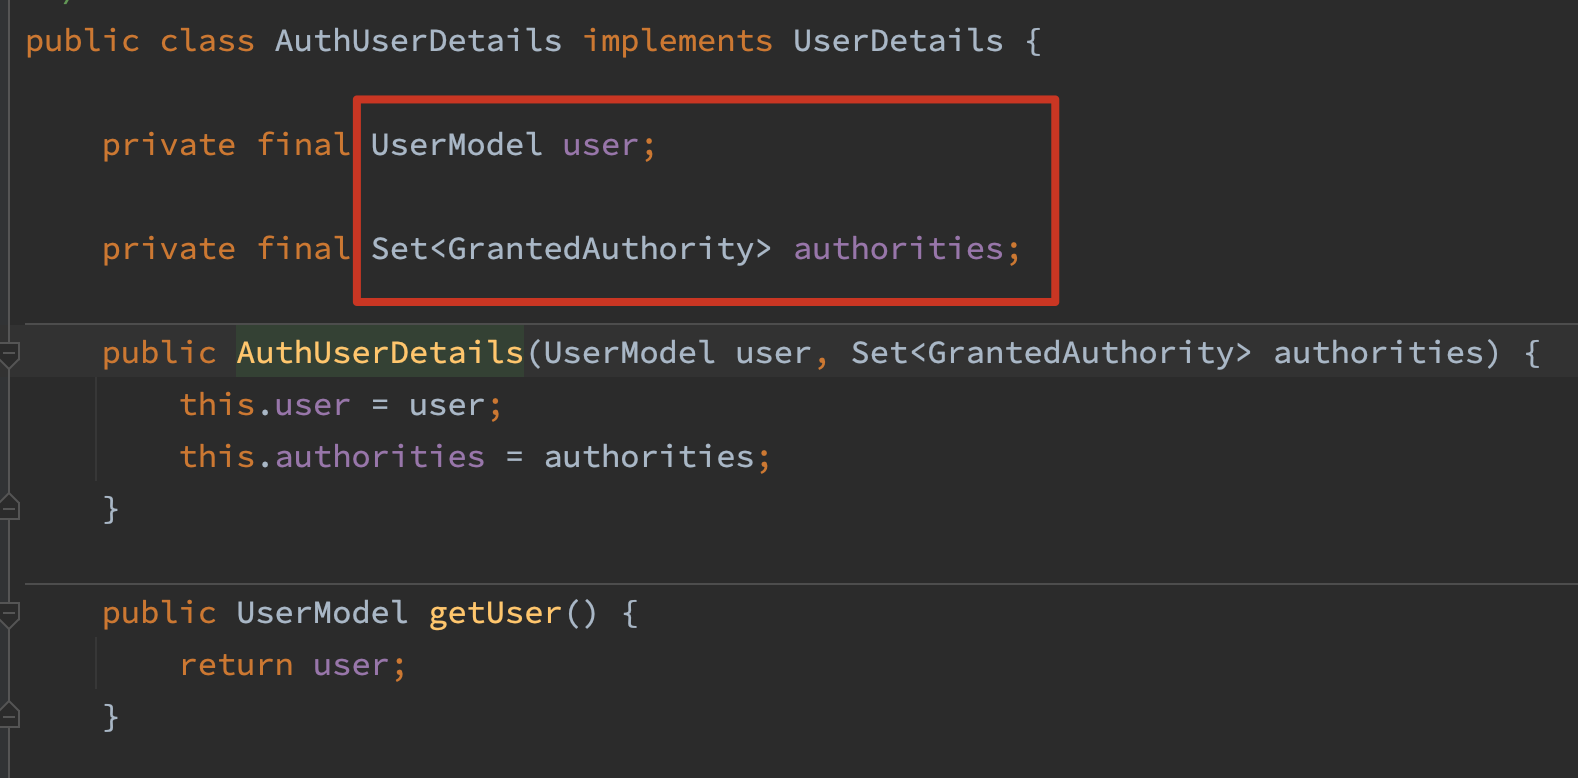 public class AuthUserDetails implements UserDetails {
private final UserModel user;
private final Set<GrantedAuthority> authorities;
public AuthUserDetails(UserModel user, Set<GrantedAuthority> authorities) {
this.user = user;
this.authorities = authorities;
}
public UserModel getUser() {
return user;
}